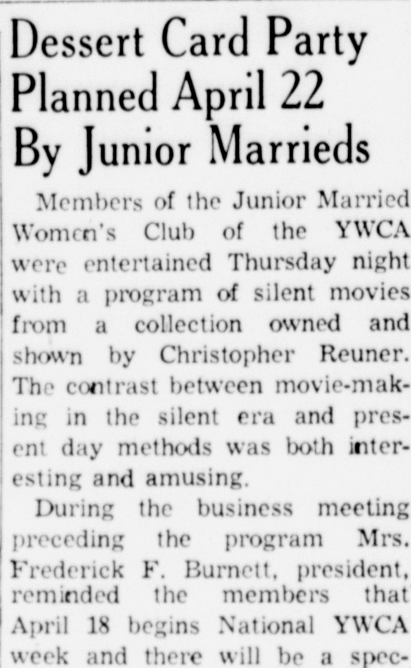 Dessert Card Party
Planned April 22
By Junior Marrieds
Members of the Junior Married
Women's Club of the YWCA
were entertained Thursday night
with a program of silent movies
from a collection owned and
shown by Christopher Reuner.
The contrast between movie-mak-
ing in the silent era and pres-
ent day methods was both inter-
esting and amusing.
During the business meeting
preceding the program Mrs.
Frederick F. Burnett, president,
reminded the members that
April 18 begins National YWCA
week and there will be a spec-